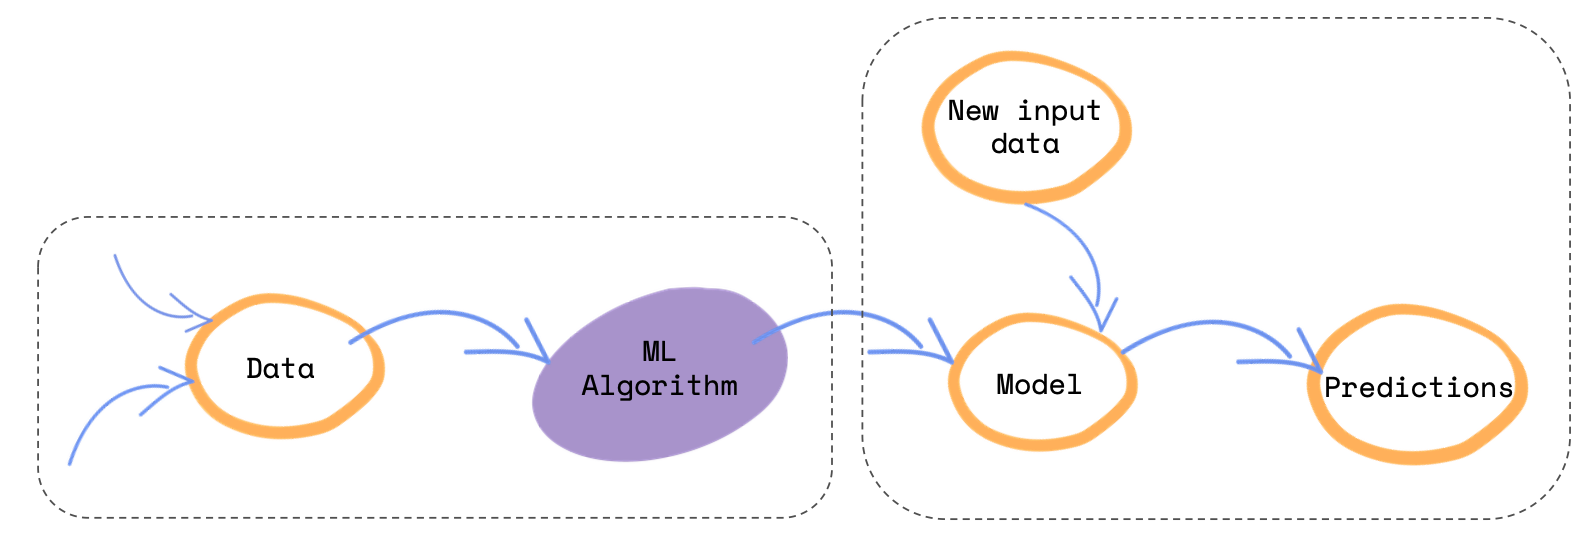 New input
data
Data
ML
Algorithm
Model
Predictions